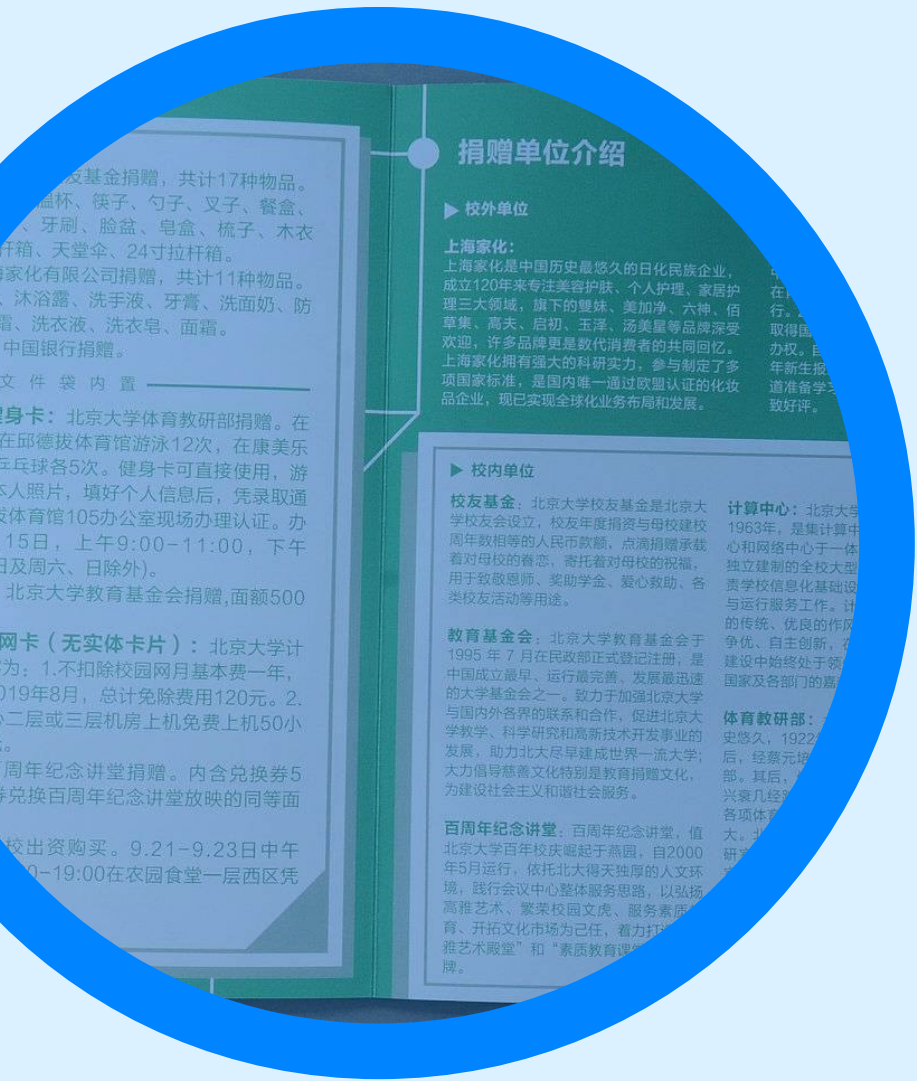 友基金捐赠，共计17种物品。
温杯、筷子、勺子、叉子、餐盒、
、牙刷、脸盆、皂盒、梳子、木衣
杆箱、天堂伞、24寸拉杆箱。
家化有限公司捐赠，共计11种物品。
、沐浴露、洗手液、牙膏、洗面奶、防
霜、洗衣液、洗衣皂、面霜。
中国银行捐赠。
文件袋内置
健身卡：北京大学体育教研部捐赠。在
在邱德拔体育馆游泳12次，在康美乐
乒乓球各5次。健身卡可直接使用，游
本人照片，填好个人信息后，凭录取通
拔体育馆105办公室现场办理认证。办
15日，上午9:00-11:00，下午
日及周六、日除外)。
北京大学教育基金会捐赠,面额500
网卡（无实体卡片）：北京大学计
为：1.不扣除校园网月基本费一年，
019年8月，总计免除费用120元。2.
心二层或三层机房上机免费上机50小
。
周年纪念讲堂捐赠。内含兑换券5
券兑换百周年纪念讲堂放映的同等面
校出资购买。9.21-9.23日中午
0-19:00在农园食堂一层西区凭
捐赠单位介绍
▶ 校外单位
上海家化：
上海家化是中国历史最悠久的日化民族企业，
成立120年来专注美容护肤、个人护理、家居护
理三大领域，旗下的雙妹、美加净、六神、佰
草集、高夫、启初、玉泽、汤美星等品牌深受
欢迎，许多品牌更是数代消费者的共同回忆。
上海家化拥有强大的科研实力，参与制定了多
项国家标准，是国内唯一通过欧盟认证的化妆
品企业，现已实现全球化业务布局和发展。
在
行。
取得国
办权。自
年新生报
道准备学习
致好评。
▶ 校内单位
校友基金：北京大学校友基金是北京大
学校友会设立，校友年度捐资与母校建校
周年数相等的人民币款额，点滴捐赠承载
着对母校的眷恋，寄托着对母校的祝福，
用于致敬恩师、奖助学金、爱心救助、各
类校友活动等用途。
教育基金会：北京大学教育基金会于
1995 年 7 月在民政部正式登记注册，是
中国成立最早、运行最完善、发展最迅速
的大学基金会之一。致力于加强北京大学
与国内外各界的联系和合作，促进北京大
学教学、科学研究和高新技术开发事业的
发展，助力北大尽早建成世界一流大学;
大力倡导慈善文化特别是教育捐赠文化，
为建设社会主义和谐社会服务。
百周年纪念讲堂：百周年纪念讲堂，值
北京大学百年校庆崛起于燕园，自2000
年5月运行，依托北大得天独厚的人文环
境，践行会议中心整体服务思路，以弘扬
高雅艺术、繁荣校园文虎、服务素质
育、开拓文化市场为己任，着力打
雅艺术殿堂”和“素质教育课
牌。
计算中心：北京大学
1963年，是集计算中
心和网络中心于一体
独立建制的全校大型
责学校信息化基础设
与运行服务工作。计
的传统、优良的作风
争优、自主创新，在
建设中始终处于领
国家及各部门的嘉
体育教研部：
史悠久，1922
后，经蔡元培
部。其后，
兴衰几经
各项体育
大。北
研